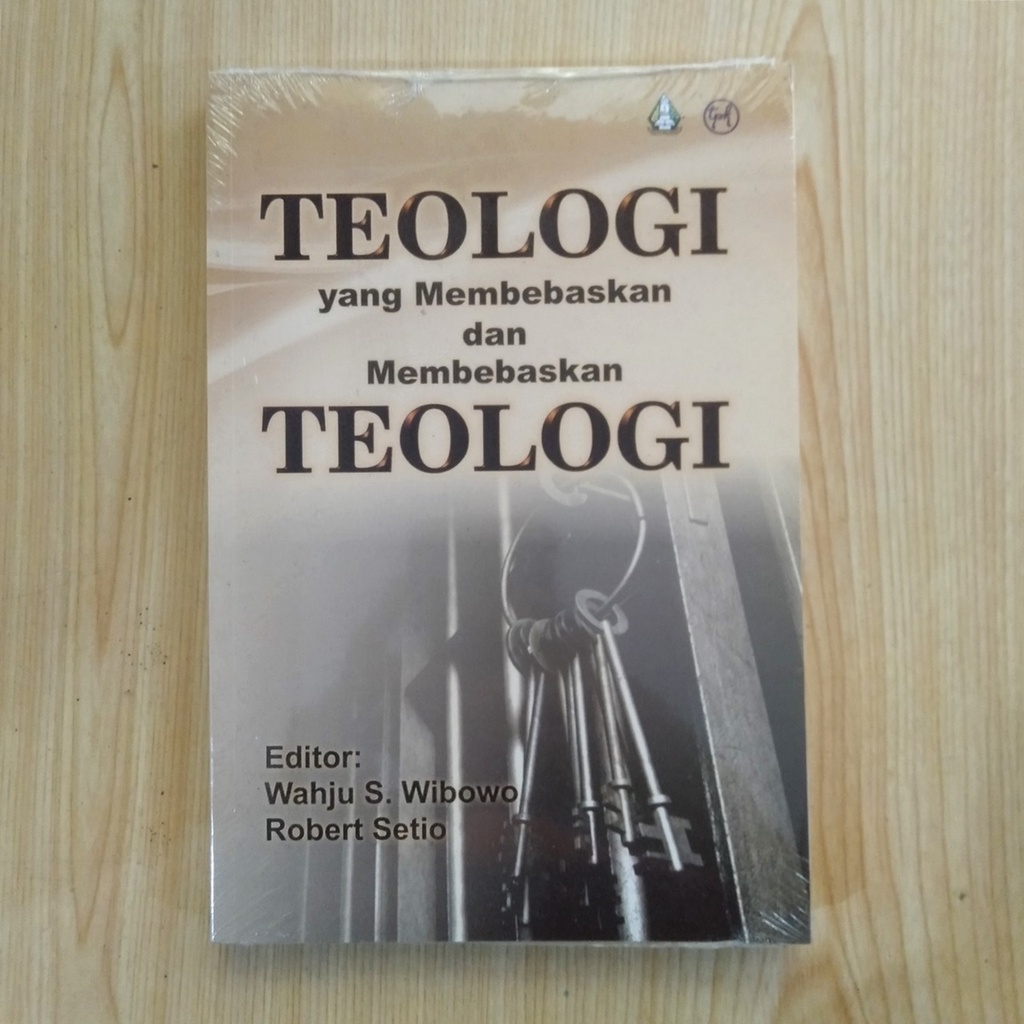 TEOLOGI
yang Membebaskan
dan
Membebaskan
TEOLOGI
Editor:
Wahju S. Wibowo
Robert Setio